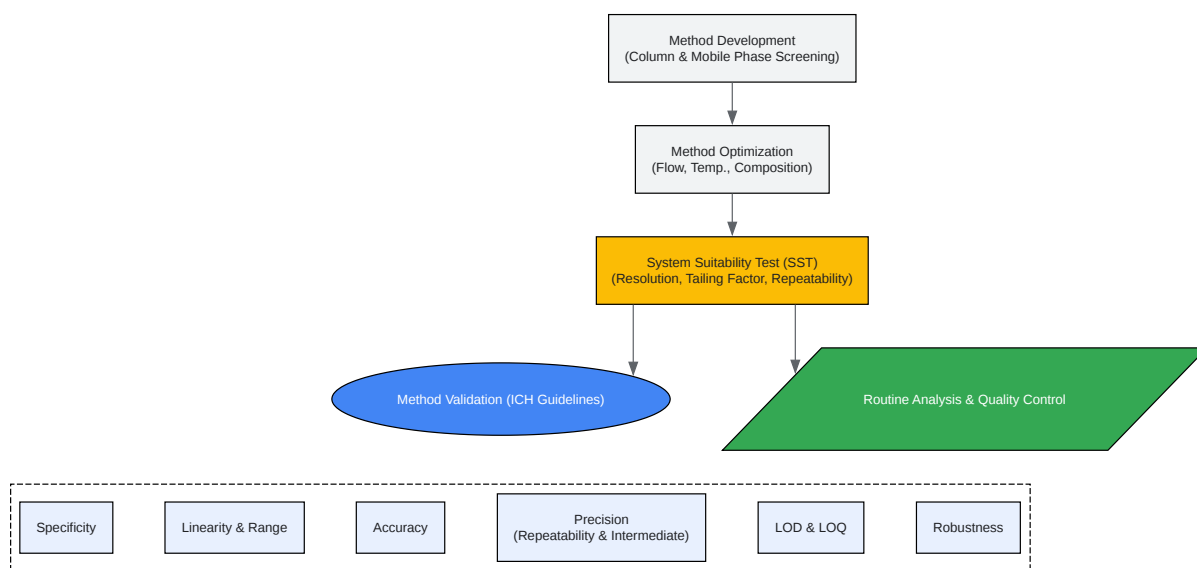 Method Development
(Column & Mobile Phase Screening)
Method Optimization
(Flow, Temp., Composition)
System Suitability Test (SST)
(Resolution, Tailing Factor, Repeatability)
Method Validation (ICH Guidelines)
Routine Analysis & Quality Control
Specificity
Linearity & Range
Accuracy
Precision
(Repeatability & Intermediate)
LOD & LOQ
Robustness